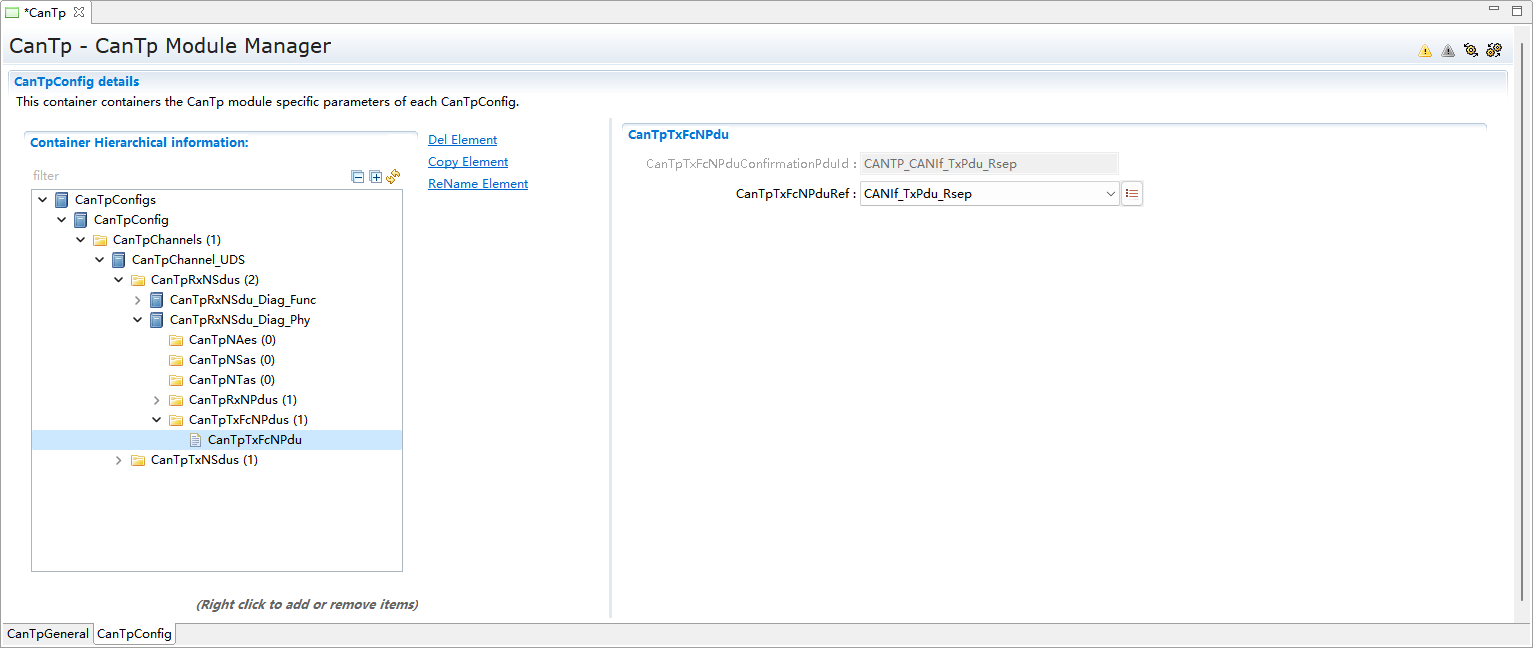 *CanTp
CanTp - CanTp Module Manager
CanTpConfig details
This container containers the CanTp module specific parameters of each CanTpConfig.
Container Hierarchical information:
filter
CanTpConfigs
CanTpConfig
CanTpChannels (1)
CanTpChannel_UDS
CanTpRxNSdus (2)
CanTpRxNSdu_Diag_Func
CanTpRxNSdu_Diag_Phy
CanTpNAes (0)
CanTpNSas (0)
CanTpNTas (0)
CanTpRxNPdus (1)
CanTpTxFcNPdus (1)
CanTpTxFcNPdu
CanTpTxNSdus (1)
(Right click to add or remove items)
Del Element
Copy Element
ReName Element
CanTpTxFcNPdu
CanTpTxFcNPduConfirmationPduId : CANTP_CANIf_TxPdu_Rsep
CanTpTxFcNPduRef : CANIf_TxPdu_Rsep
CanTpGeneral CanTpConfig